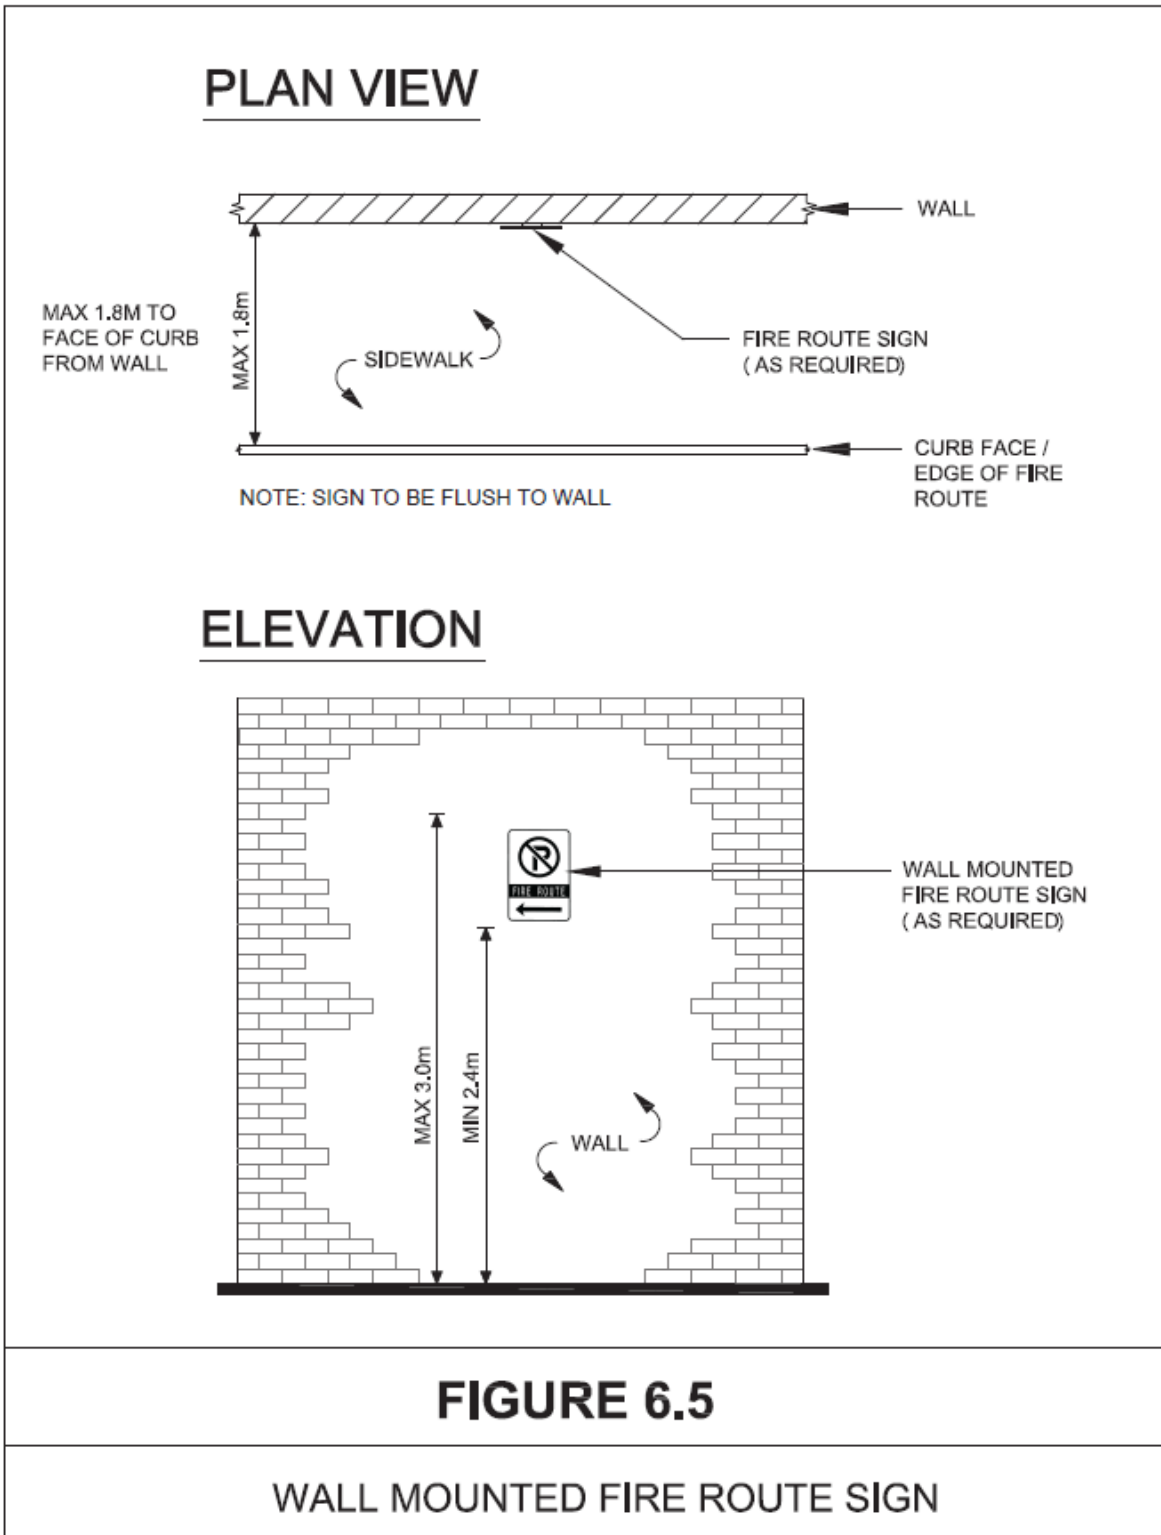 PLAN VIEW
WALL
MAX 1.8M TO
FACE OF CURB
FROM WALL
MAX 1.8m
SIDEWALK
FIRE ROUTE SIGN
( AS REQUIRED)
CURB FACE /
EDGE OF FIRE
ROUTE
NOTE: SIGN TO BE FLUSH TO WALL
ELEVATION
P
FIRE ROUTE
WALL MOUNTED
FIRE ROUTE SIGN
( AS REQUIRED)
MAX 3.0m
MIN 2.4m
WALL
FIGURE 6.5
WALL MOUNTED FIRE ROUTE SIGN